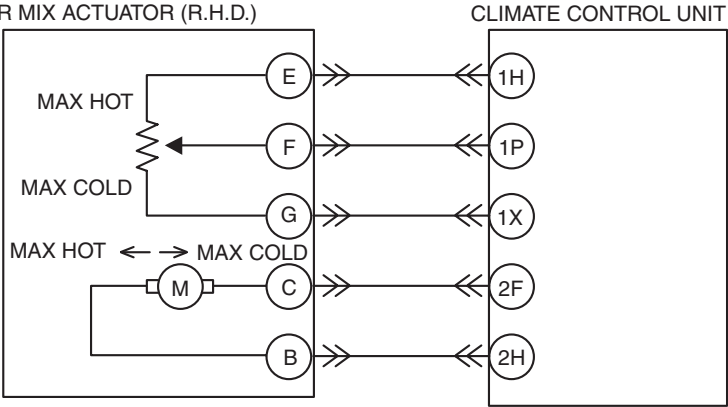 R MIX ACTUATOR (R.H.D.)
CLIMATE CONTROL UNIT
E
1H
MAX HOT
F
1P
MAX COLD
G
1X
MAX HOT
MAX COLD
M
C
2F
B
2H